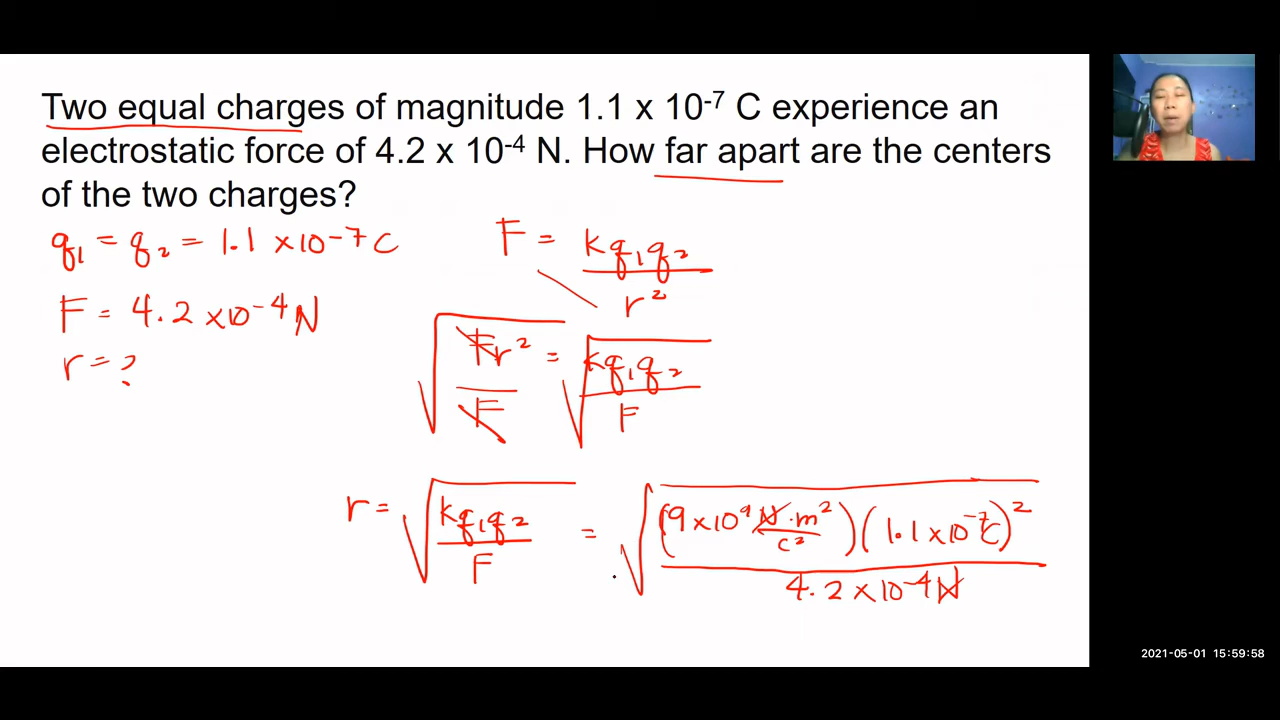 Two equal charges of magnitude 1.1 x 10⁻⁷ C experience an
electrostatic force of 4.2 x 10⁻⁴ N. How far apart are the centers
of the two charges?
q₁ = q₂ = 1.1 x10⁻⁷ C
F = 4.2 x10⁻⁴ N
r = ?
F = kq₁q₂ / r²
√(Fr² / F) = √(kq₁q₂ / F)
r = √(kq₁q₂ / F) = √((9 x10⁹ N·m²/C²)(1.1 x10⁻⁷C)² / 4.2 x10⁻⁴ N)
2021-05-01 15:59:58